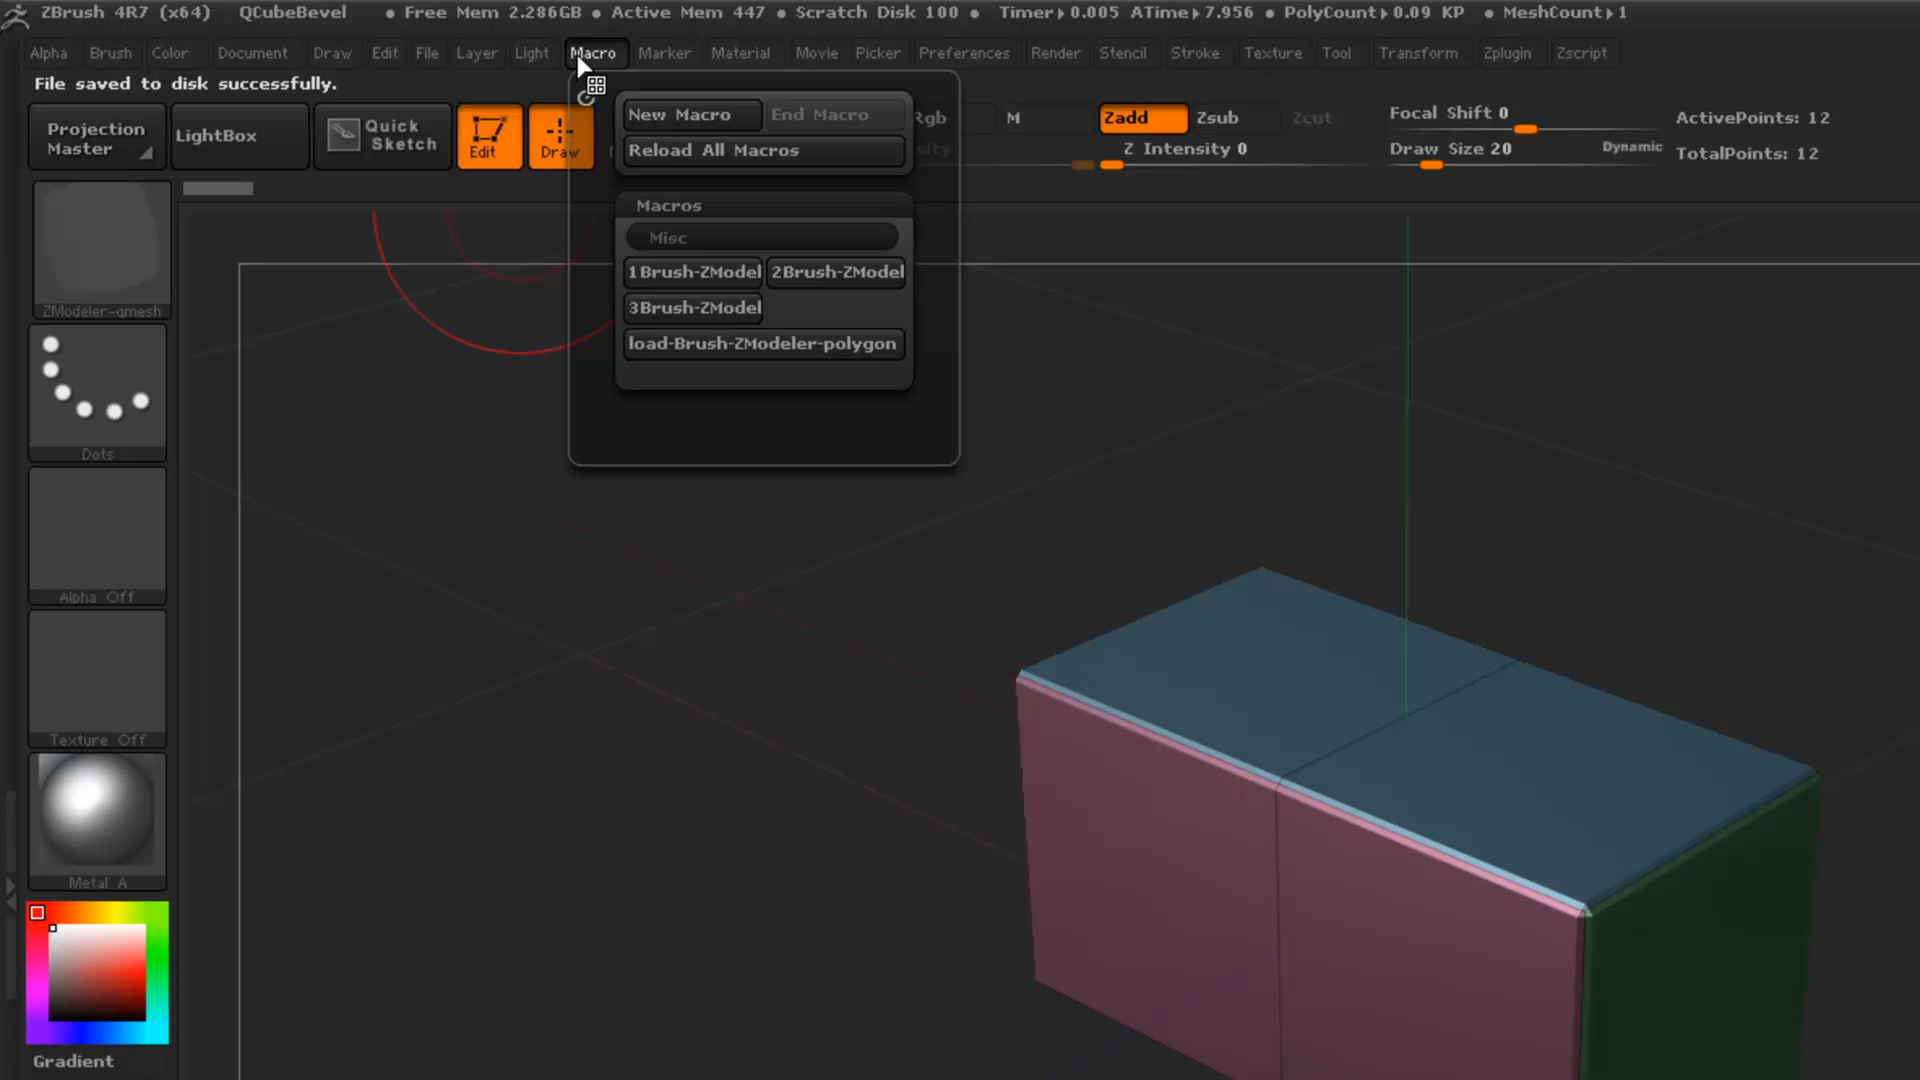 ZBrush 4R7 (x64) QCubeBevel • Free Mem 2.286GB • Active Mem 447 • Scratch Disk 100 • Timer▸0.005 ATime▸7.956 • PolyCount▸0.09 KP • MeshCount▸1
Alpha Brush Color Document Draw Edit File Layer Light Macro Marker Material Movie Picker Preferences Render Stencil Stroke Texture Tool Transform Zplugin Zscript
File saved to disk successfully.
Projection Master
LightBox
Quick Sketch
Edit
Draw
New Macro End Macro
Reload All Macros
Rgb M Zadd Zsub Zcut
Z Intensity 0
Focal Shift 0
Draw Size 20 Dynamic
ActivePoints: 12
TotalPoints: 12
Macros
Misc
1Brush-ZModel 2Brush-ZModel
3Brush-ZModel
load-Brush-ZModeler-polygon
ZModeler-qmesh
Dots
Alpha Off
Texture Off
Metal A
Gradient